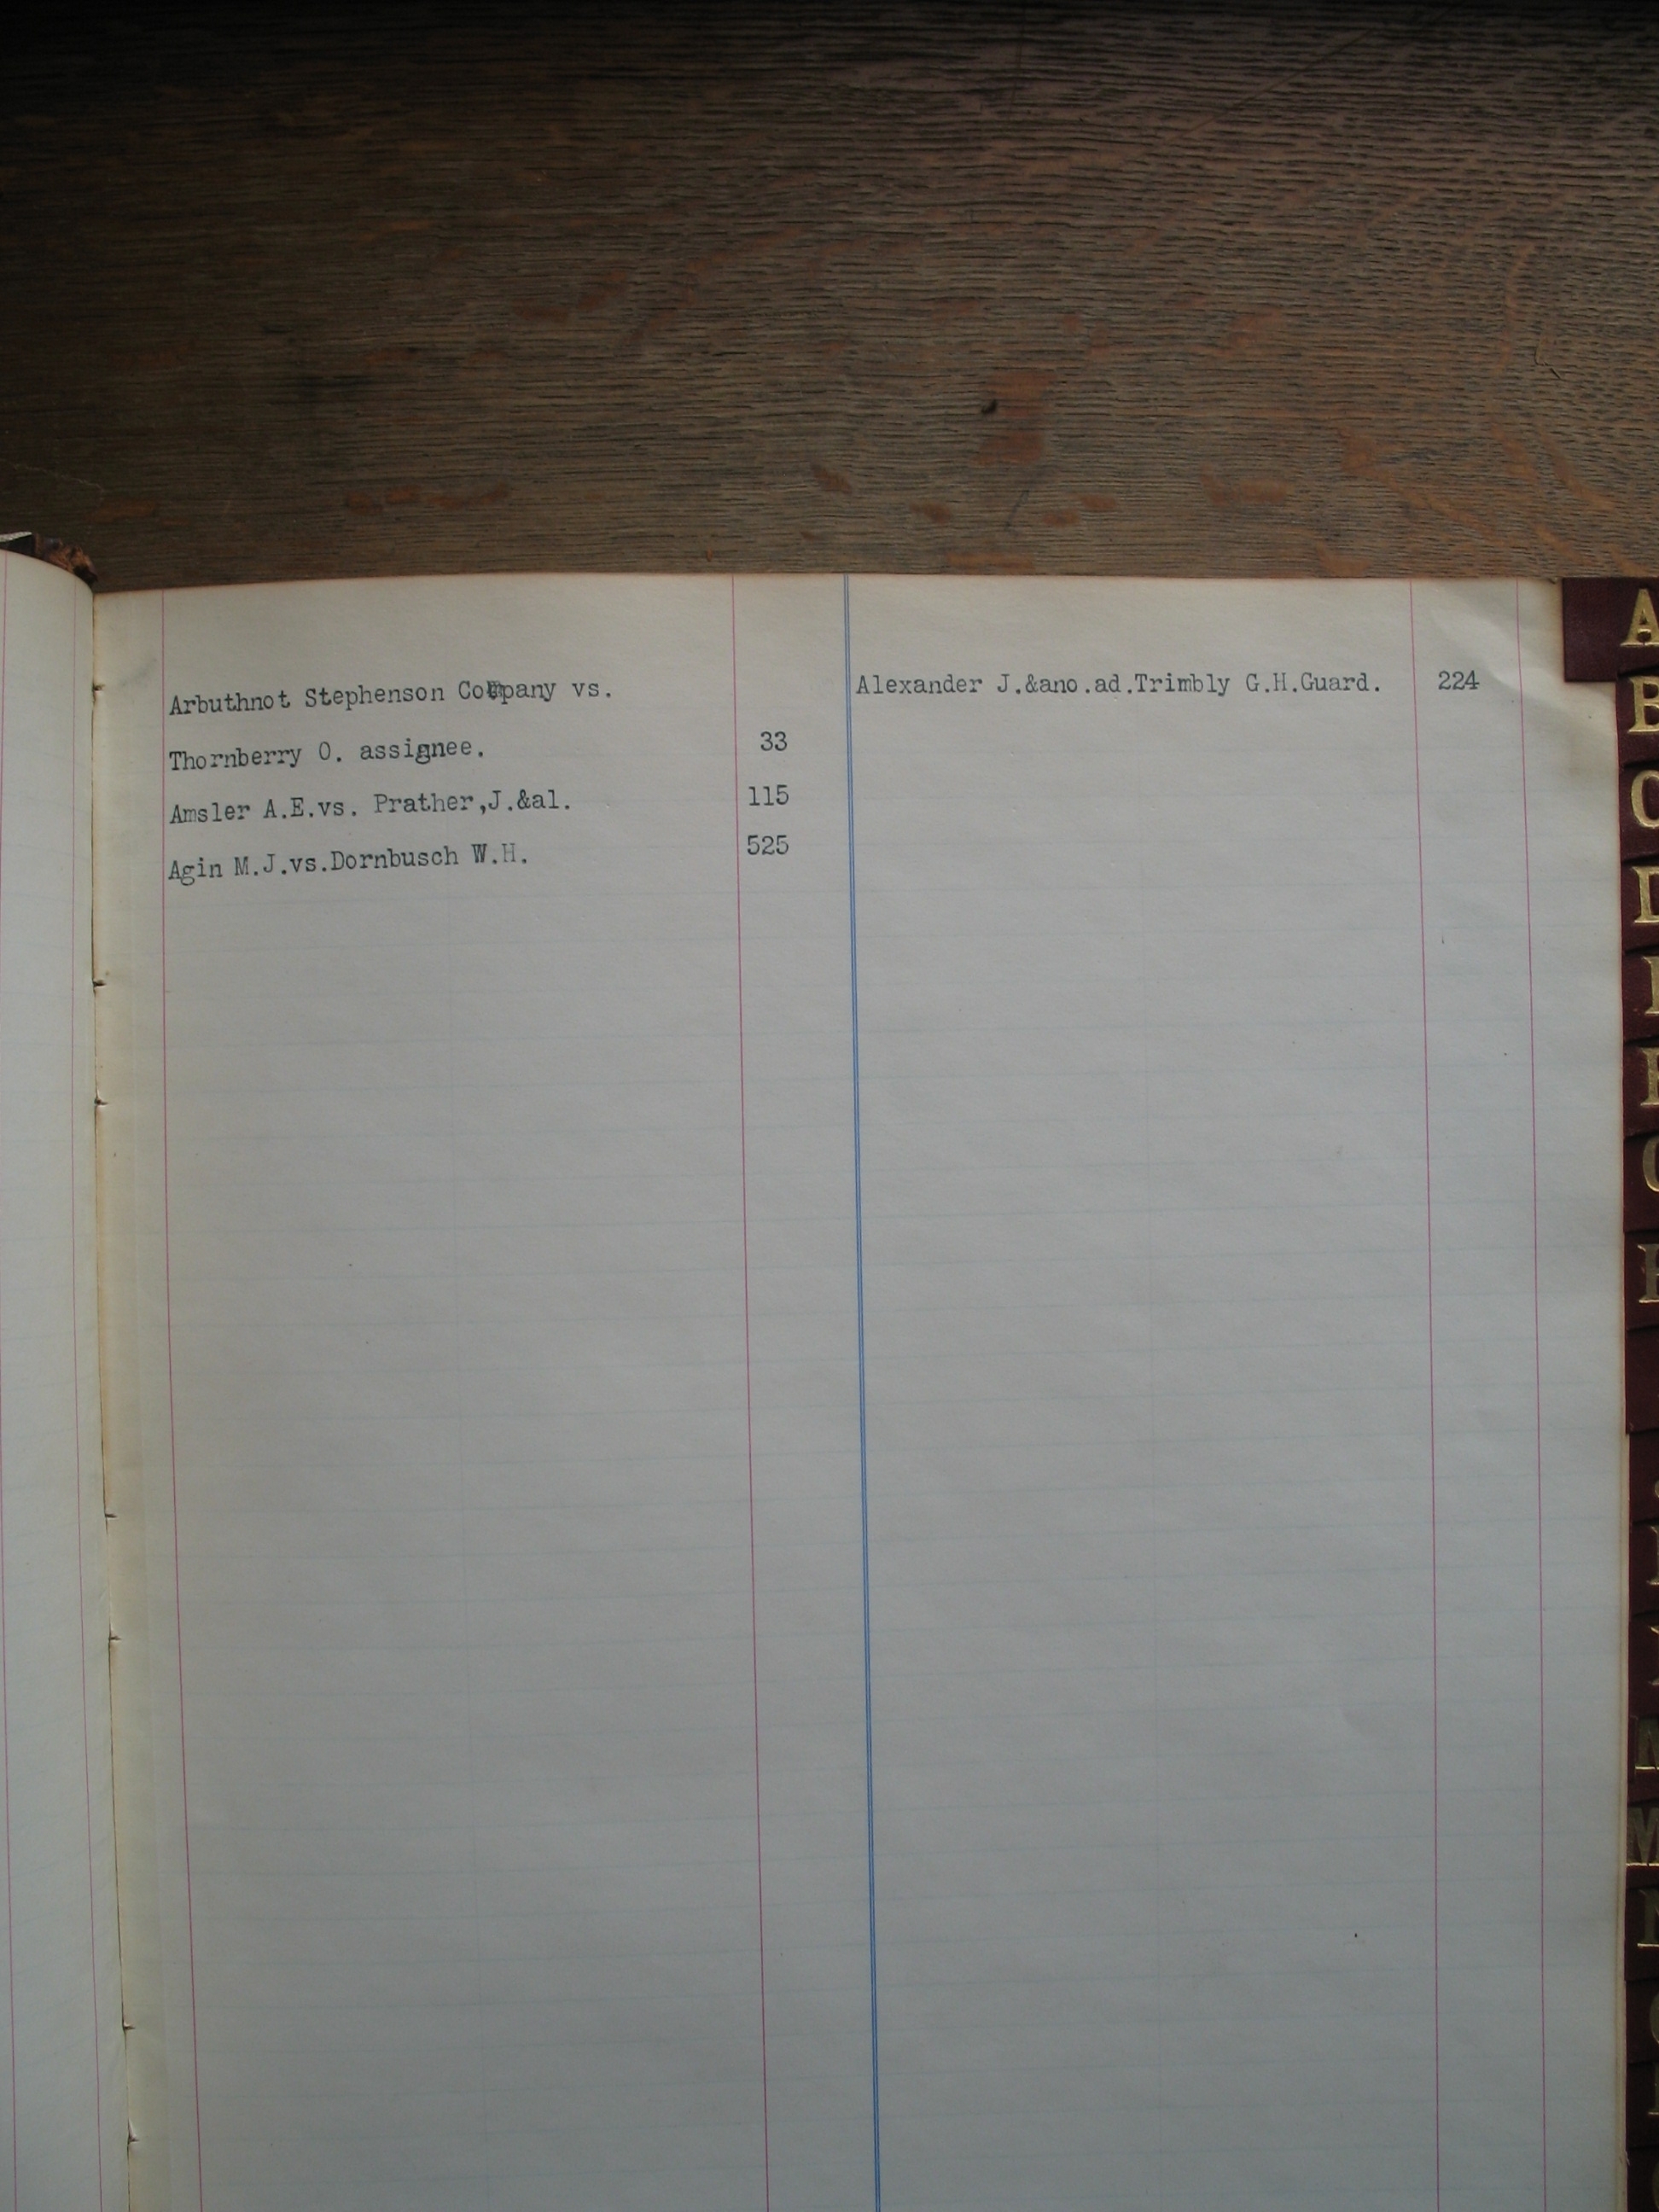 Arbuthnot Stephenson Company vs.
Thornberry O. assignee. 33
Amsler A.E.vs. Prather,J.&al. 115
Agin M.J.vs.Dornbusch W.H. 525
Alexander J.&ano.ad.Trimbly G.H.Guard. 224
A
B
C
D